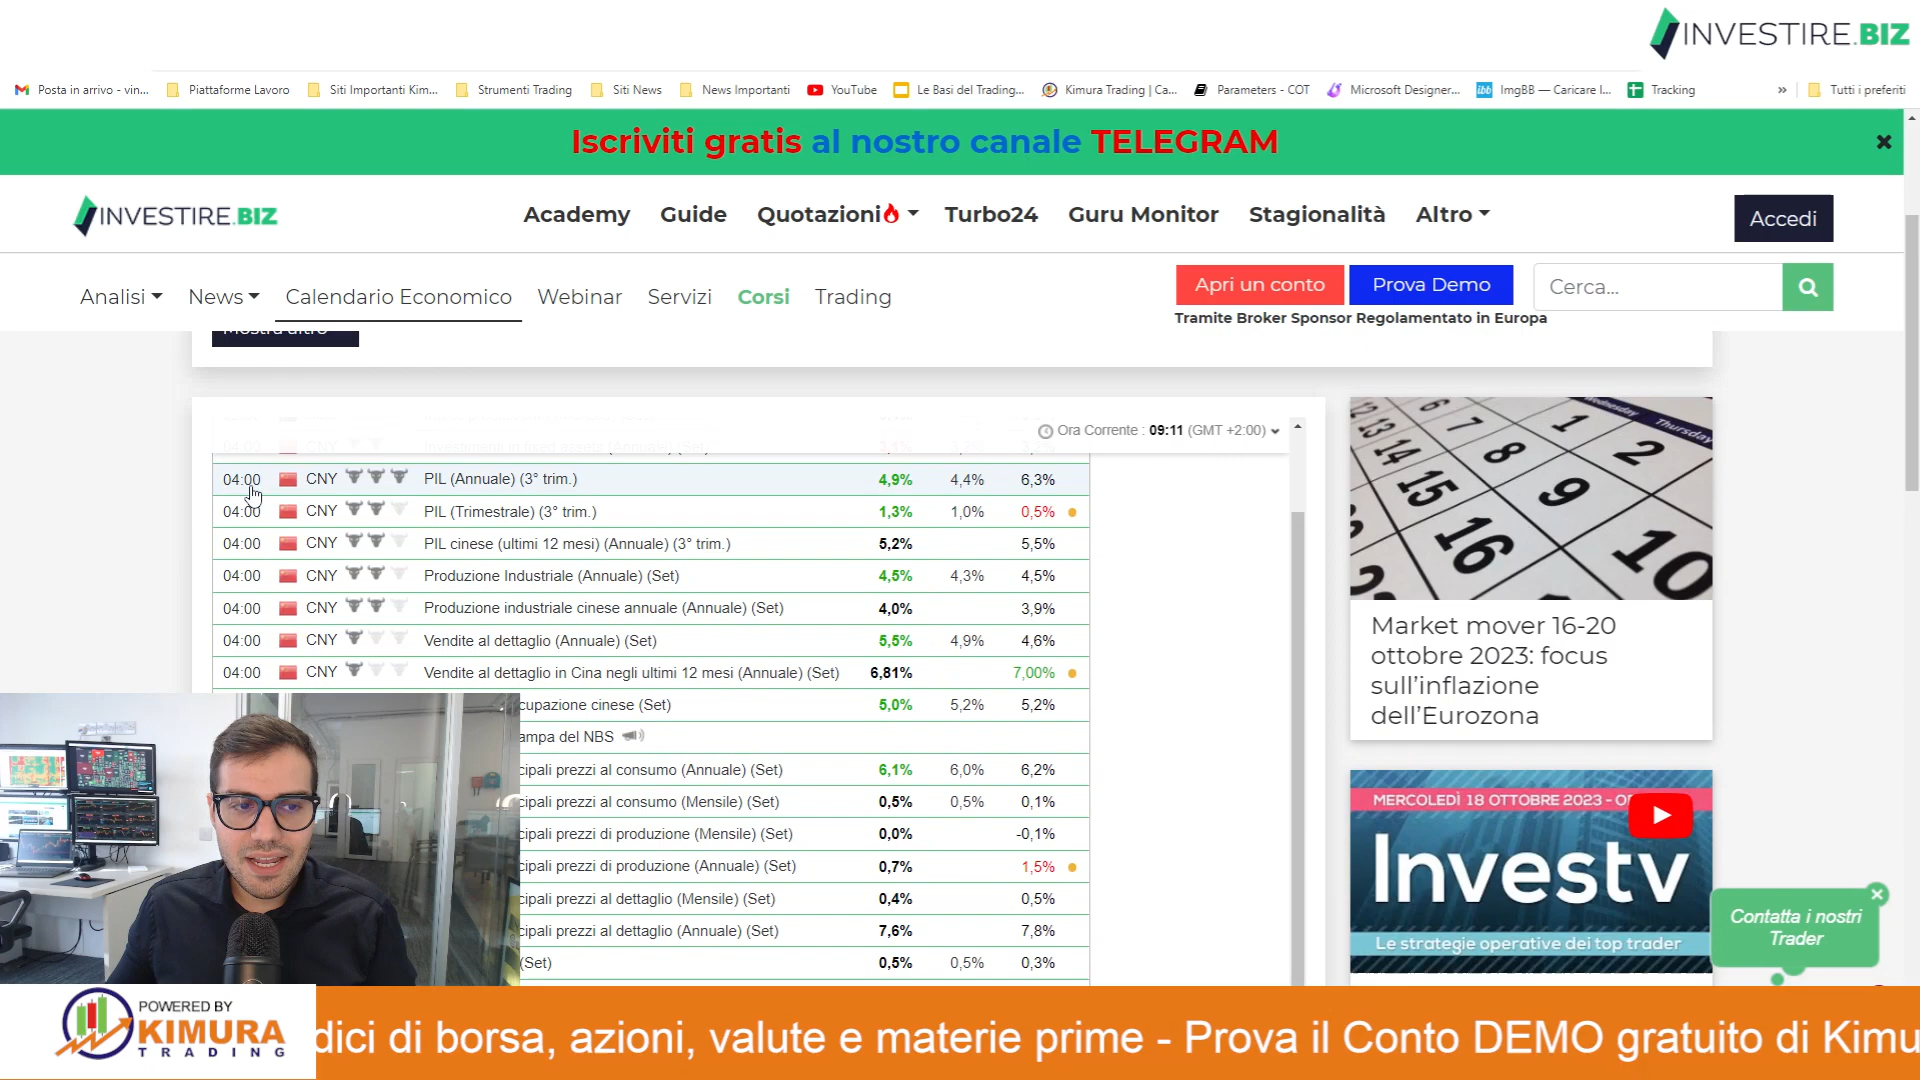 INVESTIRE.BIZ
Posta in arrivo - vin...
Piattaforme Lavoro
Siti Importanti Kim...
Strumenti Trading
Siti News
News Importanti
YouTube
Le Basi del Trading...
Kimura Trading | Ca...
Parameters - COT
Microsoft Designer...
ibb ImgBB — Caricare I...
Tracking
»
Tutti i preferiti
Iscriviti gratis al nostro canale TELEGRAM
INVESTIRE.BIZ
Academy
Guide
Quotazioni
Turbo24
Guru Monitor
Stagionalità
Altro
Accedi
Analisi
News
Calendario Economico
Webinar
Servizi
Corsi
Trading
Apri un conto
Prova Demo
Cerca...
Tramite Broker Sponsor Regolamentato in Europa
Mostra altro
Ora Corrente : 09:11 (GMT +2:00)
04:00 CNY Investimenti in fixed assets (Annuale) (Set)
04:00 CNY PIL (Annuale) (3° trim.) 4,9% 4,4% 6,3%
04:00 CNY PIL (Trimestrale) (3° trim.) 1,3% 1,0% 0,5%
04:00 CNY PIL cinese (ultimi 12 mesi) (Annuale) (3° trim.) 5,2% 5,5%
04:00 CNY Produzione Industriale (Annuale) (Set) 4,5% 4,3% 4,5%
04:00 CNY Produzione industriale cinese annuale (Annuale) (Set) 4,0% 3,9%
04:00 CNY Vendite al dettaglio (Annuale) (Set) 5,5% 4,9% 4,6%
04:00 CNY Vendite al dettaglio in Cina negli ultimi 12 mesi (Annuale) (Set) 6,81% 7,00%
cupazione cinese (Set) 5,0% 5,2% 5,2%
ampa del NBS
cipali prezzi al consumo (Annuale) (Set) 6,1% 6,0% 6,2%
cipali prezzi al consumo (Mensile) (Set) 0,5% 0,5% 0,1%
cipali prezzi di produzione (Mensile) (Set) 0,0% -0,1%
cipali prezzi di produzione (Annuale) (Set) 0,7% 1,5%
cipali prezzi al dettaglio (Mensile) (Set) 0,4% 0,5%
cipali prezzi al dettaglio (Annuale) (Set) 7,6% 7,8%
(Set) 0,5% 0,5% 0,3%
Wednesday
Thursday
Market mover 16-20
ottobre 2023: focus
sull'inflazione
dell'Eurozona
MERCOLEDÌ 18 OTTOBRE 2023 - O
Investv
Le strategie operative dei top trader
Contatta i nostri
Trader
POWERED BY
KIMURA
TRADING
dici di borsa, azioni, valute e materie prime - Prova il Conto DEMO gratuito di Kimu